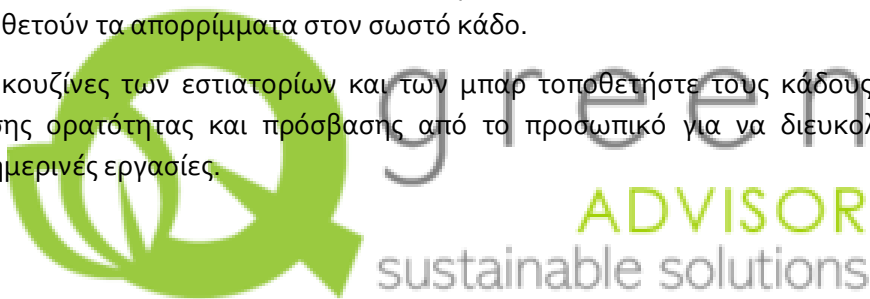 θετούν τα απορρίμματα στον σωστό κάδο.
κουζίνες των εστιατορίων και των μπαρ τοποθετήστε τους κάδους
σης ορατότητας και πρόσβασης από το προσωπικό για να διευκολ
ημερινές εργασίες.
green
ADVISOR
sustainable solutions